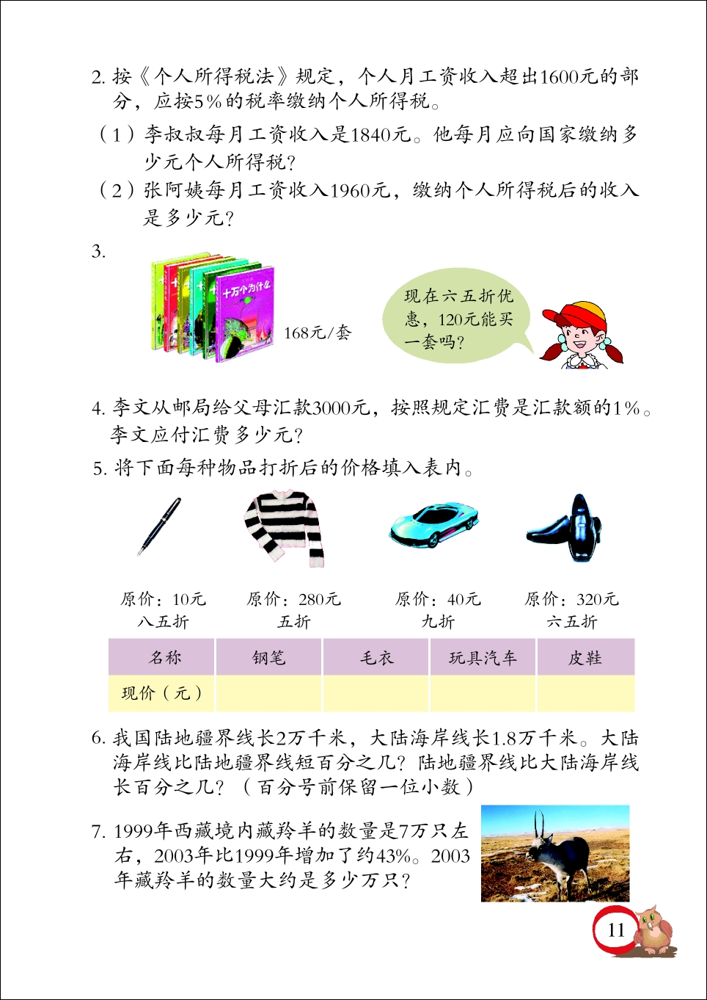 2. 按《个人所得税法》规定，个人月工资收入超出1600元的部
分，应按5%的税率缴纳个人所得税。
（1）李叔叔每月工资收入是1840元。他每月应向国家缴纳多
少元个人所得税？
（2）张阿姨每月工资收入1960元，缴纳个人所得税后的收入
是多少元？
3.
十万个为什么
168元/套
现在六五折优
惠，120元能买
一套吗？
4. 李文从邮局给父母汇款3000元，按照规定汇费是汇款额的1%。
李文应付汇费多少元？
5. 将下面每种物品打折后的价格填入表内。
原价：10元 原价：280元 原价：40元 原价：320元
八五折 五折 九折 六五折
名称 钢笔 毛衣 玩具汽车 皮鞋
现价（元）
6. 我国陆地疆界线长2万千米，大陆海岸线长1.8万千米。大陆
海岸线比陆地疆界线短百分之几？陆地疆界线比大陆海岸线
长百分之几？（百分号前保留一位小数）
7. 1999年西藏境内藏羚羊的数量是7万只左
右，2003年比1999年增加了约43%。2003
年藏羚羊的数量大约是多少万只？
11